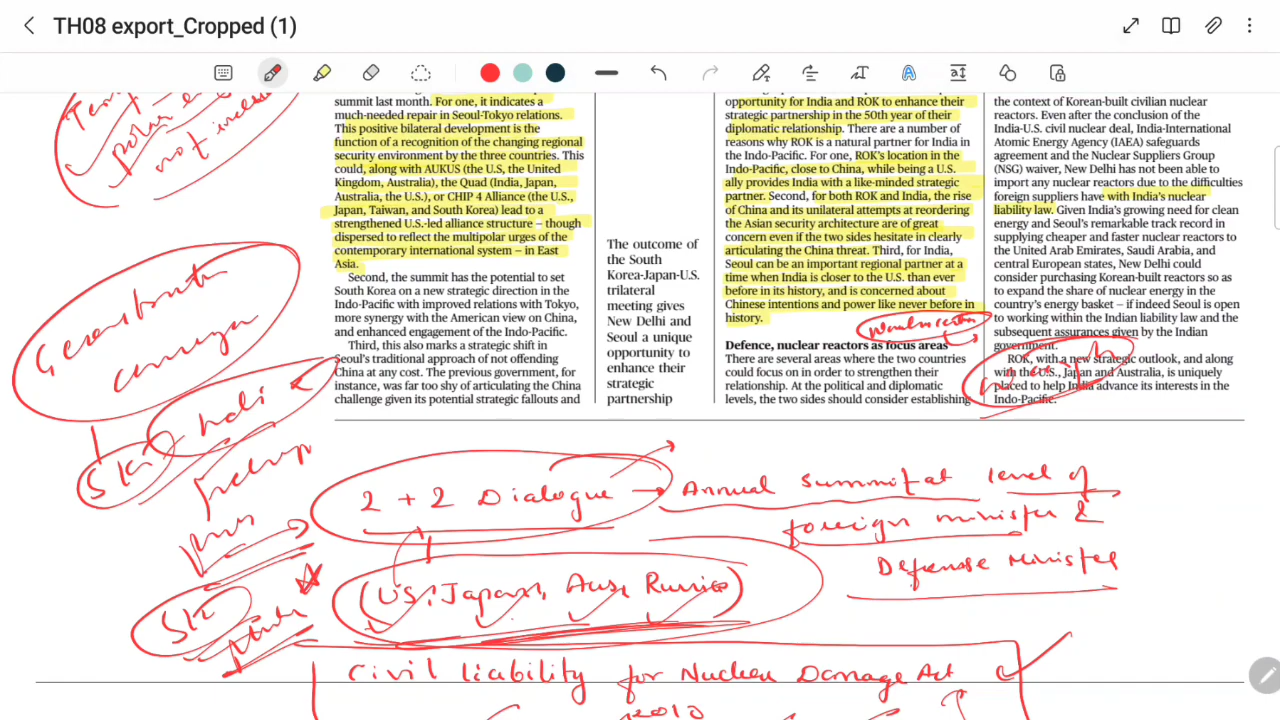 TH08 export_Cropped (1)
not
summit last month. For one, it indicates a
much-needed repair in Seoul-Tokyo relations.
This positive bilateral development is the
function of a recognition of the changing regional
security environment by the three countries. This
could, along with AUKUS (the U.S, the United
Kingdom, Australia), the Quad (India, Japan,
Australia, the U.S.), or CHIP 4 Alliance (the U.S.,
Japan, Taiwan, and South Korea) lead to a
strengthened U.S.-led alliance structure – though
dispersed to reflect the multipolar urges of the
contemporary international system – in East
Asia.
Second, the summit has the potential to set
South Korea on a new strategic direction in the
Indo-Pacific with improved relations with Tokyo,
more synergy with the American view on China,
and enhanced engagement of the Indo-Pacific.
Third, this also marks a strategic shift in
Seoul's traditional approach of not offending
China at any cost. The previous government, for
instance, was far too shy of articulating the China
challenge given its potential strategic fallouts and
The outcome of
the South
Korea-Japan-U.S.
trilateral
meeting gives
New Delhi and
Seoul a unique
opportunity to
enhance their
strategic
partnership
opportunity for India and ROK to enhance their
strategic partnership in the 50th year of their
diplomatic relationship. There are a number of
reasons why ROK is a natural partner for India in
the Indo-Pacific. For one, ROK's location in the
Indo-Pacific, close to China, while being a U.S.
ally provides India with a like-minded strategic
partner. Second, for both ROK and India, the rise
of China and its unilateral attempts at reordering
the Asian security architecture are of great
concern even if the two sides hesitate in clearly
articulating the China threat. Third, for India,
Seoul can be an important regional partner at a
time when India is closer to the U.S. than ever
before in its history, and is concerned about
Chinese intentions and power like never before in
history.
Defence, nuclear reactors as focus areas
There are several areas where the two countries
could focus on in order to strengthen their
relationship. At the political and diplomatic
levels, the two sides should consider establishing
the context of Korean-built civilian nuclear
reactors. Even after the conclusion of the
India-U.S. civil nuclear deal, India-International
Atomic Energy Agency (IAEA) safeguards
agreement and the Nuclear Suppliers Group
(NSG) waiver, New Delhi has not been able to
import any nuclear reactors due to the difficulties
foreign suppliers have with India's nuclear
liability law. Given India's growing need for clean
energy and Seoul's remarkable track record in
supplying cheaper and faster nuclear reactors to
the United Arab Emirates, Saudi Arabia, and
central European states, New Delhi could
consider purchasing Korean-built reactors so as
to expand the share of nuclear energy in the
country's energy basket – if indeed Seoul is open
to working within the Indian liability law and the
subsequent assurances given by the Indian
government.
ROK, with a new strategic outlook, and along
with the U.S., Japan and Australia, is uniquely
placed to help India advance its interests in the
Indo-Pacific.
SK
2 + 2 Dialogue → Annual summit at level of
foreign minister &
Defense Minister
(US, Japan, Aus, Russia)
SK
Civil liability for Nuclear Damage Act
2010